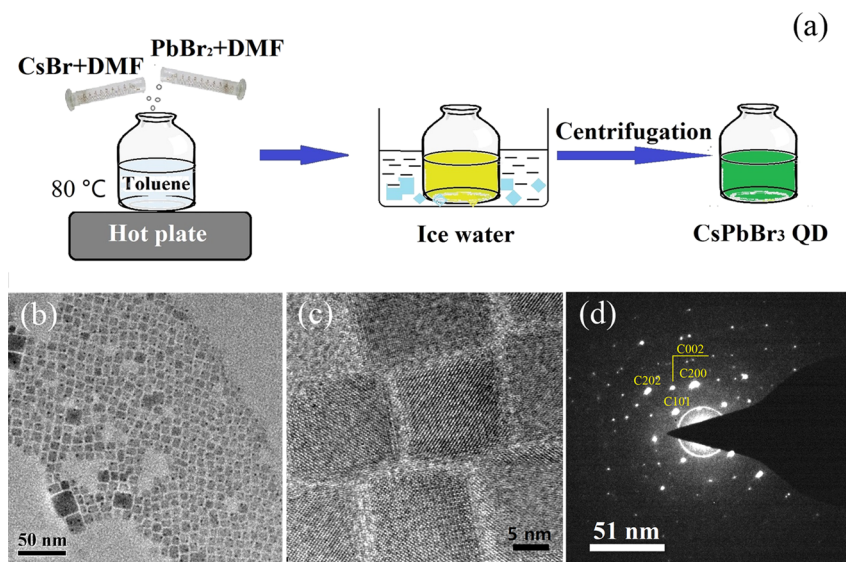 (a)
PbBr₂+DMF
CsBr+DMF
Centrifugation
80 °C
Toluene
Hot plate
Ice water
CsPbBr₃ QD
(b)
(c)
(d)
C002
C202
C200
C101
50 nm
5 nm
51 nm